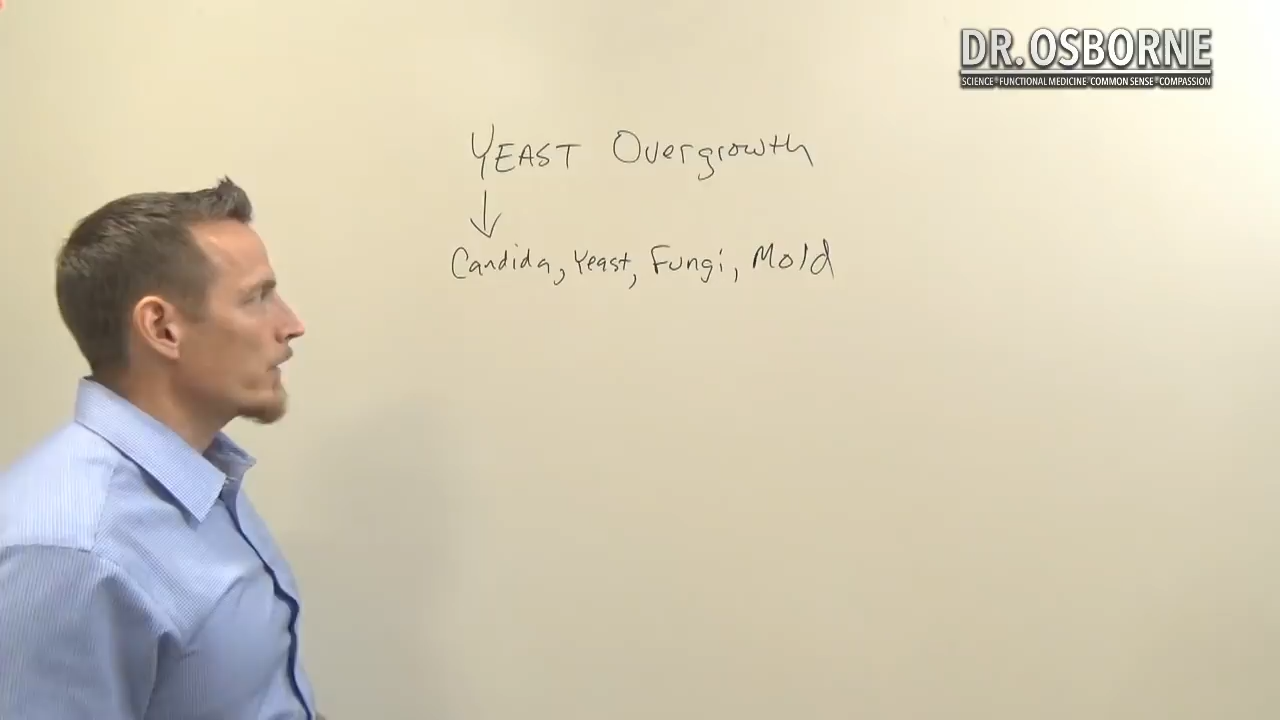 DR. OSBORNE
SCIENCE • FUNCTIONAL MEDICINE • COMMON SENSE • COMPASSION
YEAST Overgrowth
Candida, Yeast, Fungi, Mold